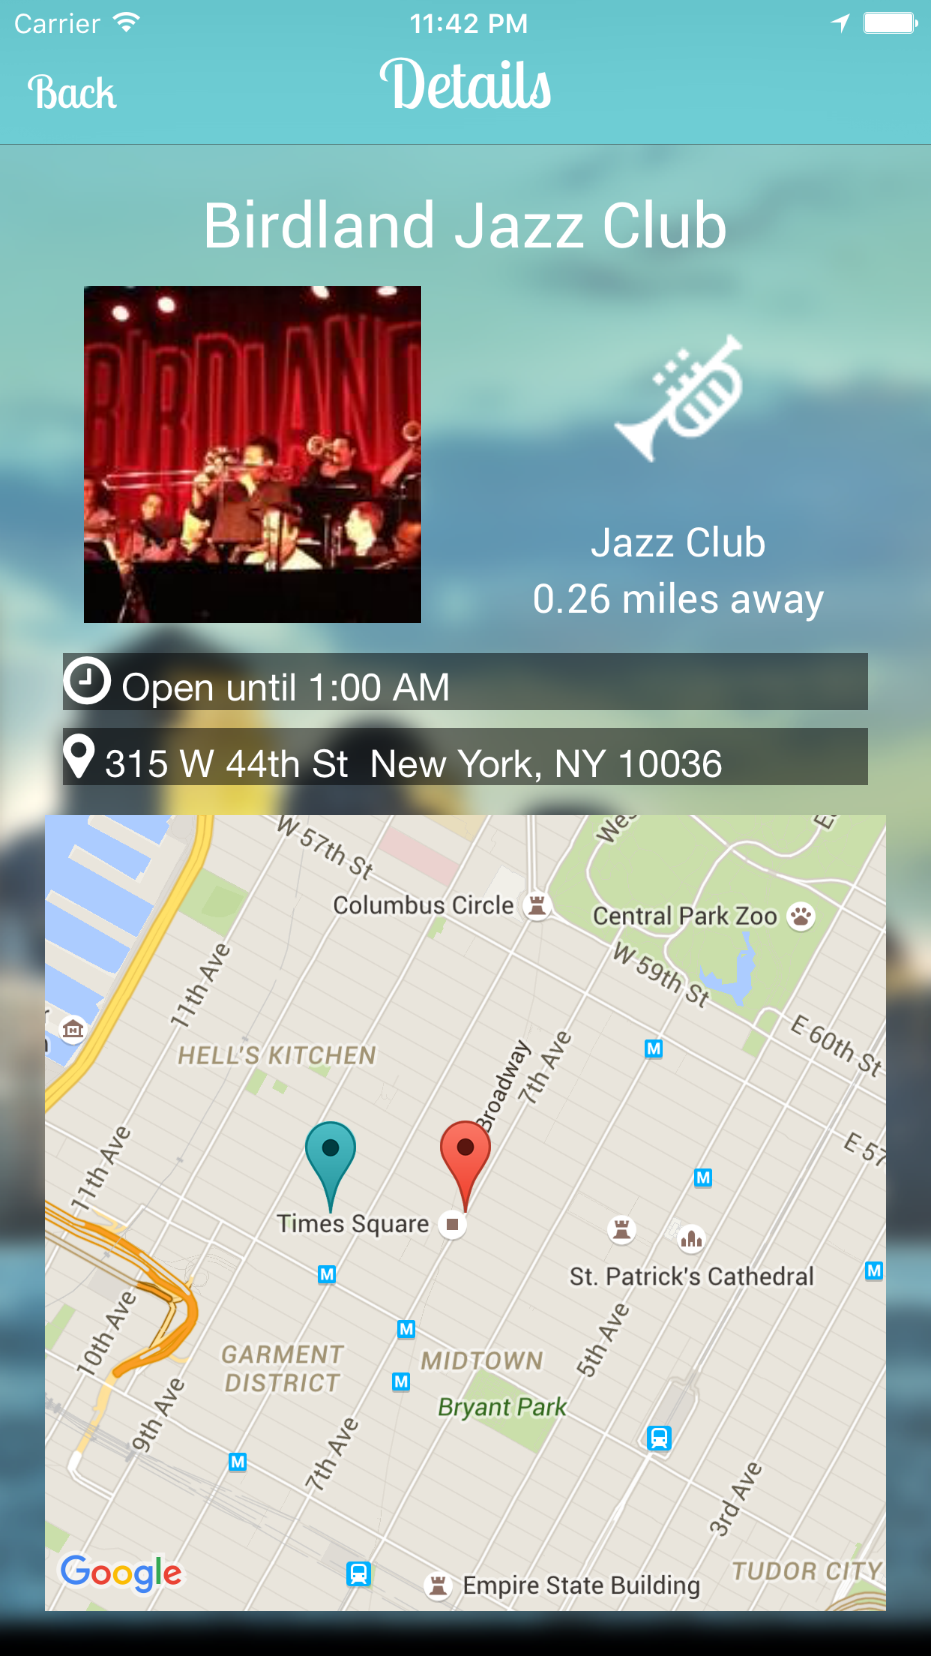 Carrier 11:42 PM
Back Details
Birdland Jazz Club
BIRDLAN
Jazz Club
0.26 miles away
Open until 1:00 AM
315 W 44th St  New York, NY 10036
W 57th St
Columbus Circle
Central Park Zoo
W 59th St
11th Ave
E 60th St
HELL'S KITCHEN
Broadway
7th Ave
11th Ave
E 57
M
M
Times Square
St. Patrick's Cathedral
M
M
10th Ave
5th Ave
M
GARMENT
DISTRICT
MIDTOWN
M
Bryant Park
9th Ave
7th Ave
M
3rd Ave
Google
TUDOR CITY
Empire State Building